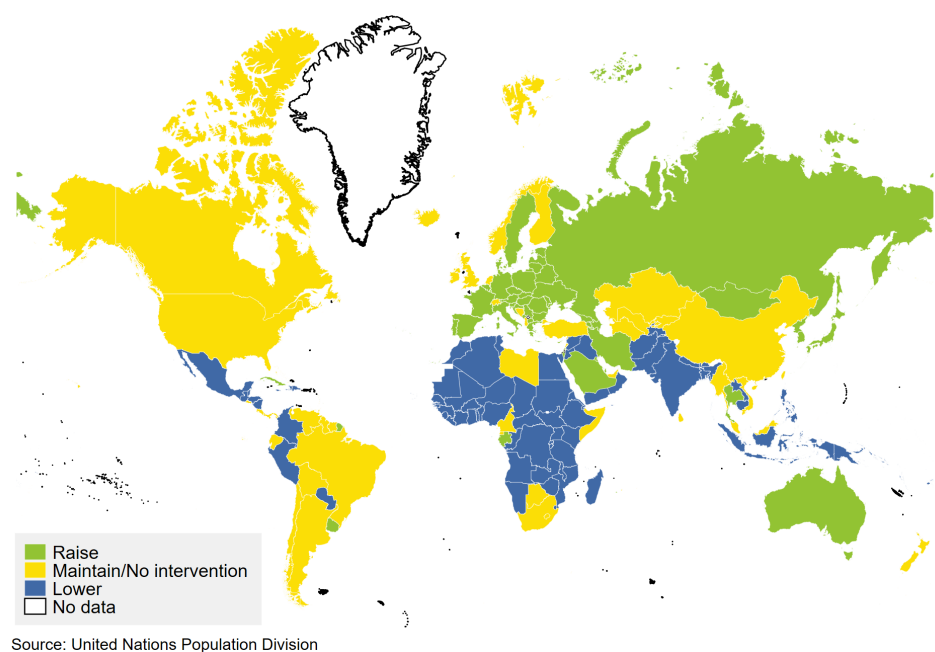 Raise
Maintain/No intervention
Lower
No data
Source: United Nations Population Division